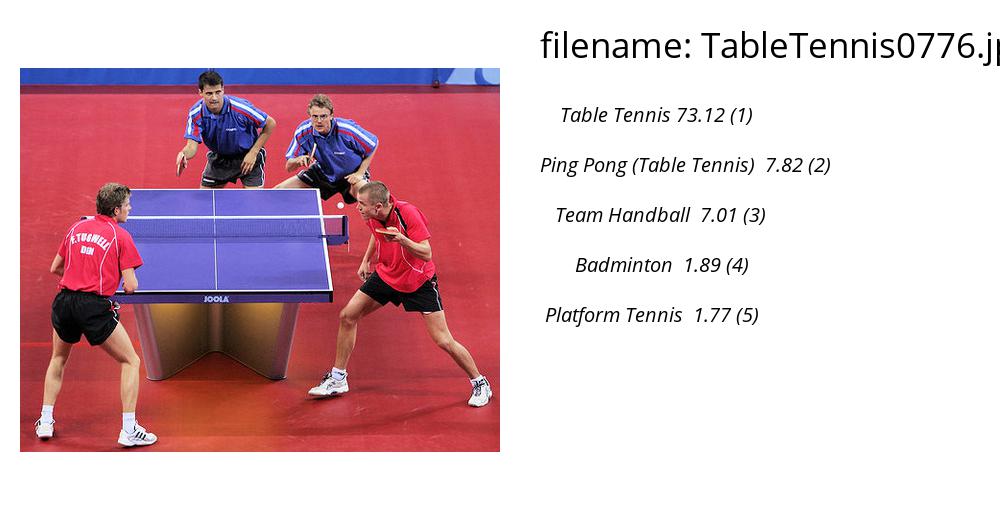 filename: TableTennis0776.jp
Table Tennis 73.12 (1)
Ping Pong (Table Tennis) 7.82 (2)
Team Handball 7.01 (3)
Badminton 1.89 (4)
Platform Tennis 1.77 (5)
F.TUGWELL
DEN
JOOLA